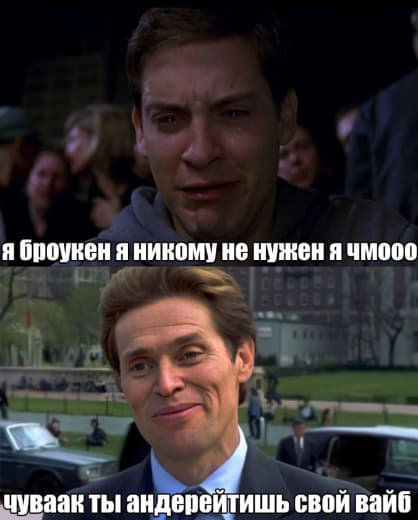 я броукен я никому не нужен я чмооо
чуваак ты андерейтишь свой вайб